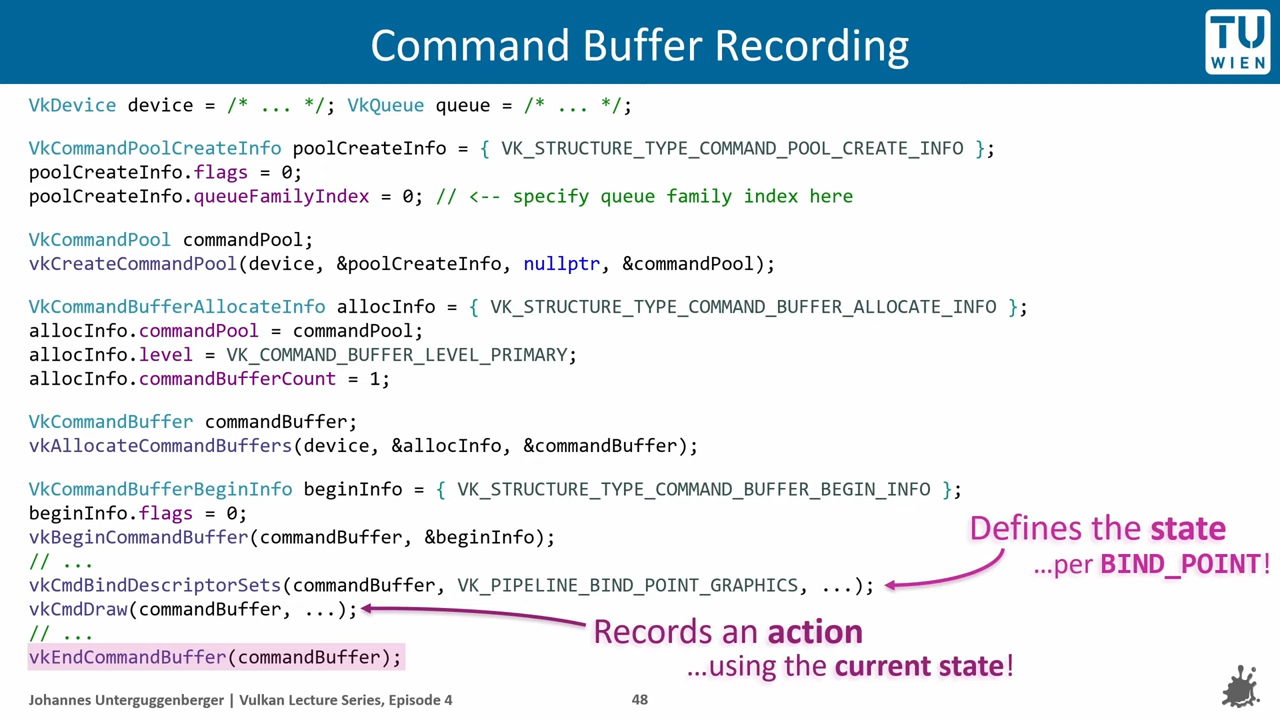 Command Buffer Recording
TU
WIEN
VkDevice device = /* ... */; VkQueue queue = /* ... */;
VkCommandPoolCreateInfo poolCreateInfo = { VK_STRUCTURE_TYPE_COMMAND_POOL_CREATE_INFO };
poolCreateInfo.flags = 0;
poolCreateInfo.queueFamilyIndex = 0; // <-- specify queue family index here
VkCommandPool commandPool;
vkCreateCommandPool(device, &poolCreateInfo, nullptr, &commandPool);
VkCommandBufferAllocateInfo allocInfo = { VK_STRUCTURE_TYPE_COMMAND_BUFFER_ALLOCATE_INFO };
allocInfo.commandPool = commandPool;
allocInfo.level = VK_COMMAND_BUFFER_LEVEL_PRIMARY;
allocInfo.commandBufferCount = 1;
VkCommandBuffer commandBuffer;
vkAllocateCommandBuffers(device, &allocInfo, &commandBuffer);
VkCommandBufferBeginInfo beginInfo = { VK_STRUCTURE_TYPE_COMMAND_BUFFER_BEGIN_INFO };
beginInfo.flags = 0;
vkBeginCommandBuffer(commandBuffer, &beginInfo);
// ...
vkCmdBindDescriptorSets(commandBuffer, VK_PIPELINE_BIND_POINT_GRAPHICS, ...);
vkCmdDraw(commandBuffer, ...);
// ...
vkEndCommandBuffer(commandBuffer);
Defines the state
…per BIND_POINT!
Records an action
…using the current state!
Johannes Unterguggenberger | Vulkan Lecture Series, Episode 4
48